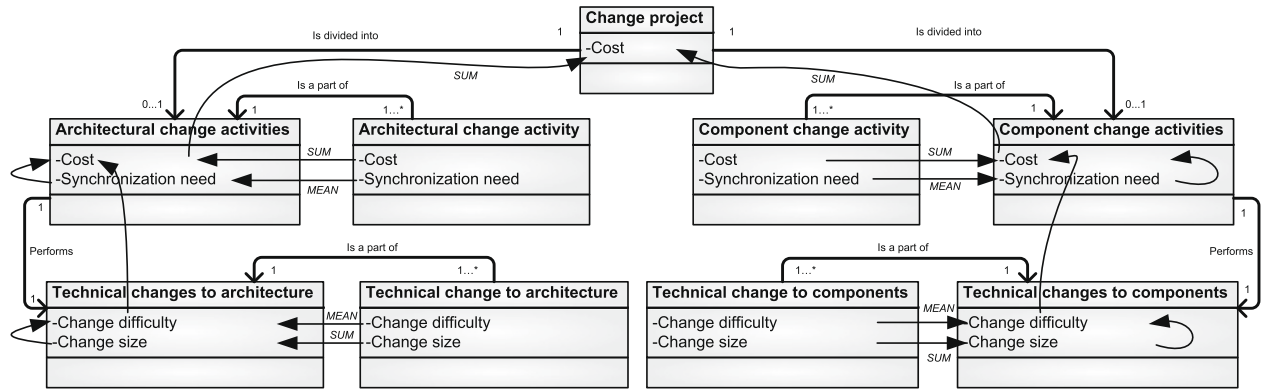 Change project
-Cost
Is divided into
1
1
Is divided into
SUM
SUM
Is a part of
Is a part of
0...1
1
1...*
1...*
1
0...1
Architectural change activities
-Cost
-Synchronization need
Architectural change activity
-Cost
-Synchronization need
SUM
MEAN
Component change activity
-Cost
-Synchronization need
SUM
MEAN
Component change activities
-Cost
-Synchronization need
1
1
Performs
Performs
Is a part of
Is a part of
1
1...*
1...*
1
1
1
Technical changes to architecture
-Change difficulty
-Change size
Technical change to architecture
-Change difficulty
-Change size
MEAN
SUM
Technical change to components
-Change difficulty
-Change size
MEAN
SUM
Technical changes to components
-Change difficulty
-Change size